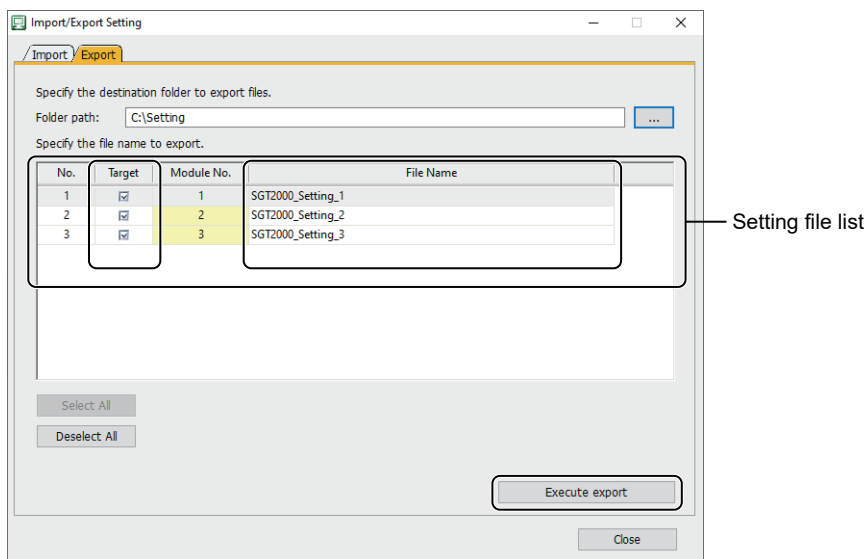 Import/Export Setting
Import Export
Specify the destination folder to export files.
Folder path: C:\Setting ...
Specify the file name to export.
No. Target Module No. File Name
1 1 SGT2000_Setting_1
2 2 SGT2000_Setting_2
3 3 SGT2000_Setting_3
Setting file list
Select All
Deselect All
Execute export
Close